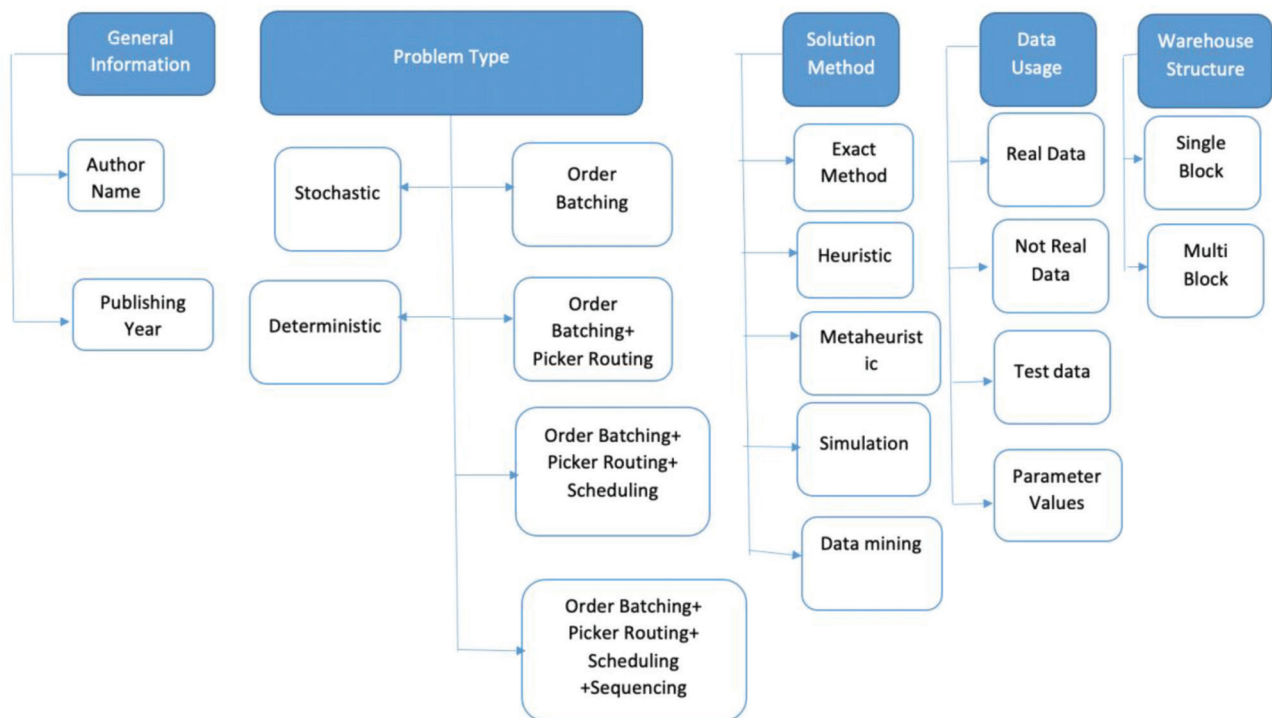 General
Information
Problem Type
Solution
Method
Data
Usage
Warehouse
Structure
Author
Name
Publishing
Year
Stochastic
Deterministic
Order
Batching
Order
Batching+
Picker Routing
Order Batching+
Picker Routing+
Scheduling
Order Batching+
Picker Routing+
Scheduling
+Sequencing
Exact
Method
Heuristic
Metaheurist
ic
Simulation
Data mining
Real Data
Not Real
Data
Test data
Parameter
Values
Single
Block
Multi
Block